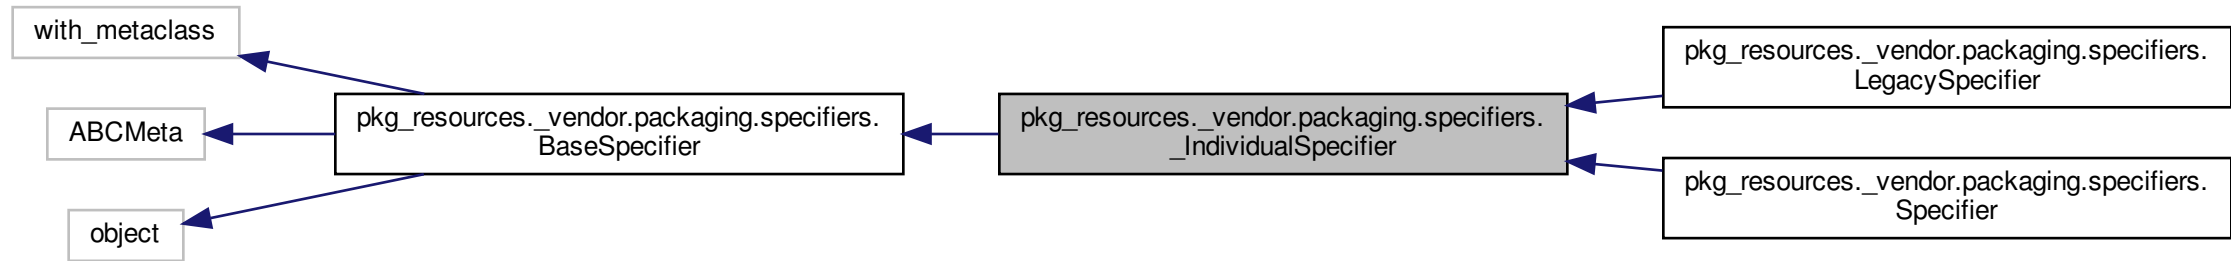 with_metaclass
ABCMeta
object
pkg_resources._vendor.packaging.specifiers.
BaseSpecifier
pkg_resources._vendor.packaging.specifiers.
_IndividualSpecifier
pkg_resources._vendor.packaging.specifiers.
LegacySpecifier
pkg_resources._vendor.packaging.specifiers.
Specifier